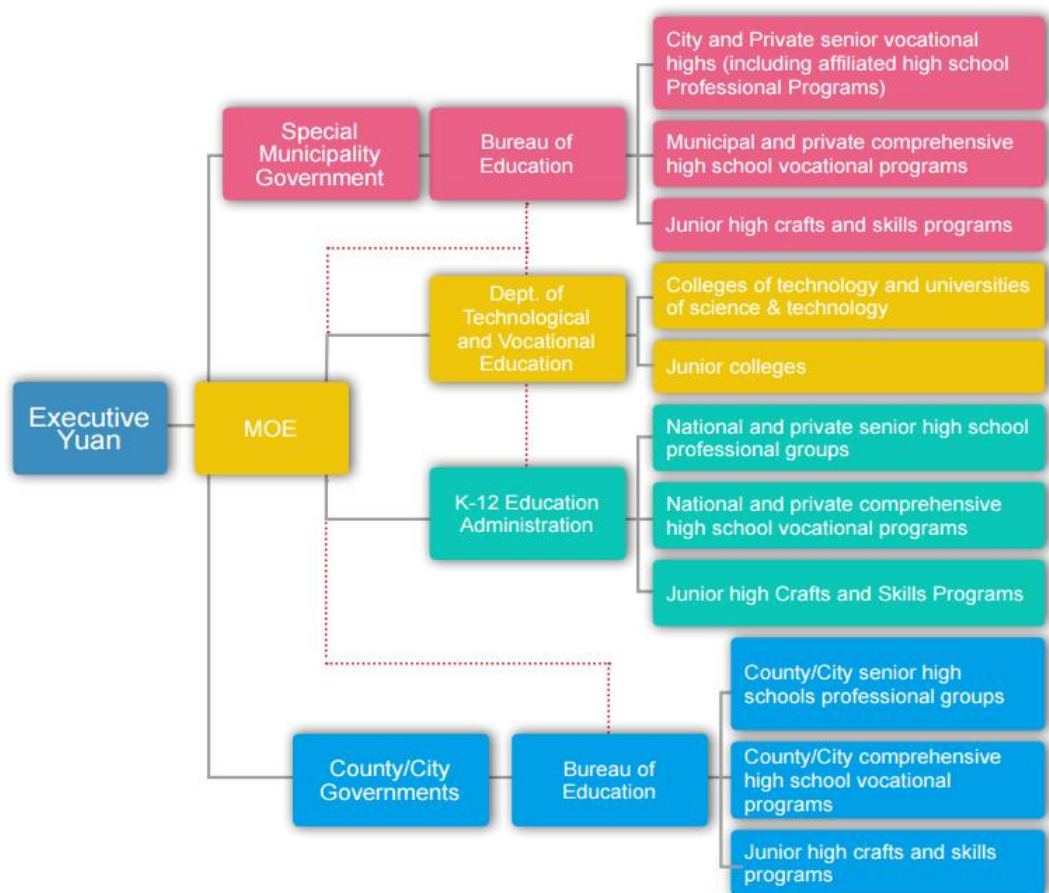 City and Private senior vocational
highs (including affiliated high school
Professional Programs)
Special
Municipality
Government
Bureau of
Education
Municipal and private comprehensive
high school vocational programs
Junior high crafts and skills programs
Dept. of
Technological
and Vocational
Education
Colleges of technology and universities
of science & technology
Junior colleges
Executive
Yuan
MOE
National and private senior high school
professional groups
K-12 Education
Administration
National and private comprehensive
high school vocational programs
Junior high Crafts and Skills Programs
County/City senior high
schools professional groups
County/City
Governments
Bureau of
Education
County/City comprehensive
high school vocational
programs
Junior high crafts and skills
programs